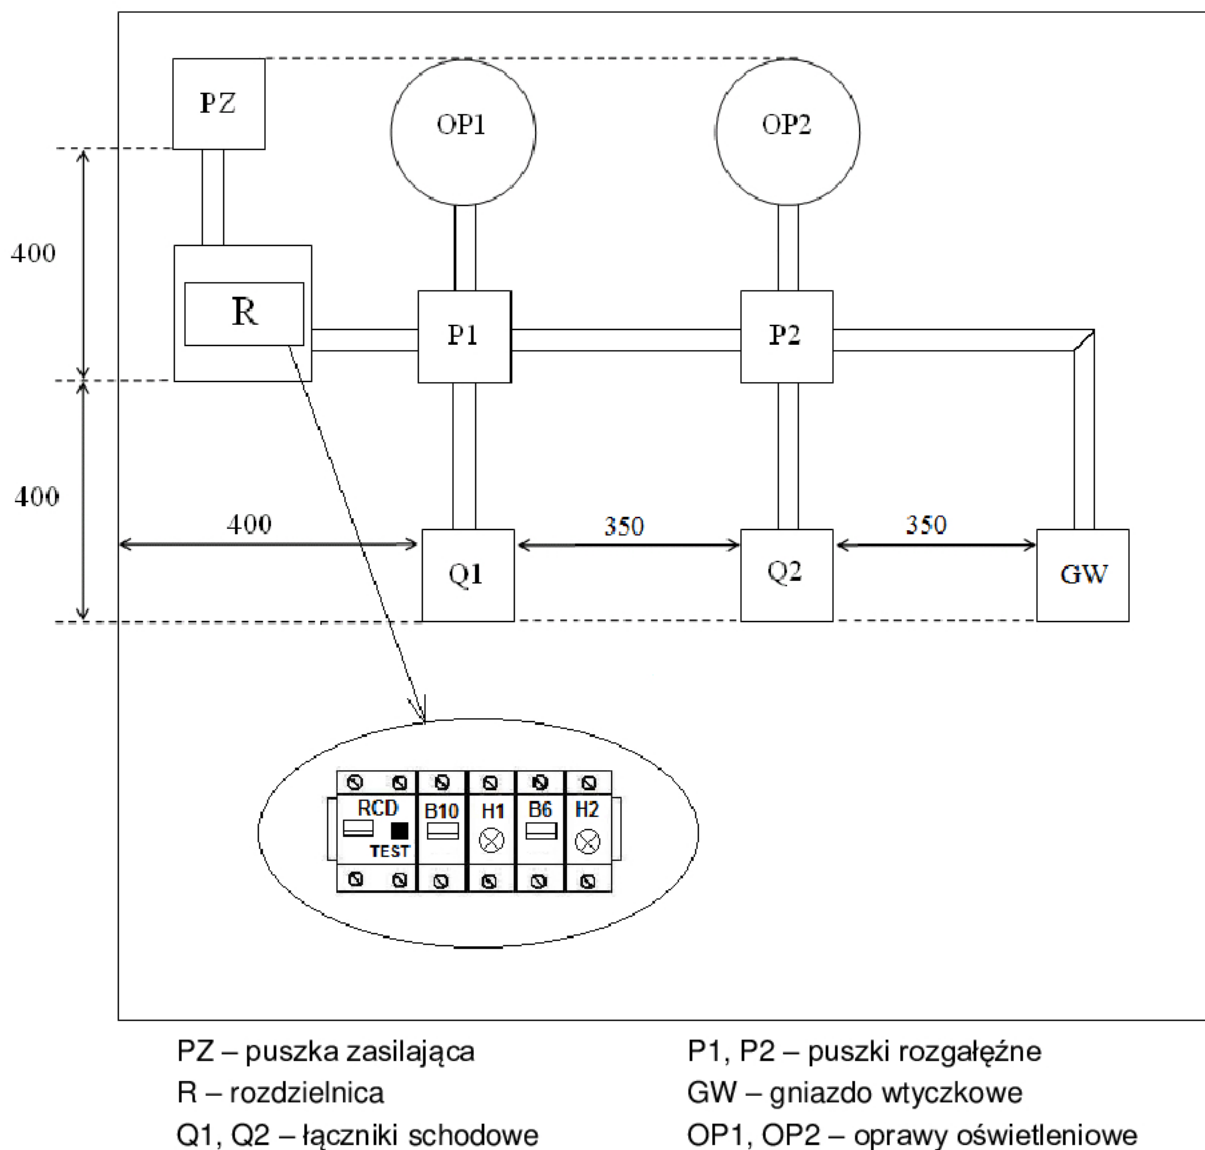 PZ OP1 OP2
400
R P1 P2
400
400 350 350
Q1 Q2 GW
RCD B10 H1 B6 H2
TEST
PZ – puszka zasilająca
R – rozdzielnica
Q1, Q2 – łączniki schodowe
P1, P2 – puszki rozgałęźne
GW – gniazdo wtyczkowe
OP1, OP2 – oprawy oświetleniowe